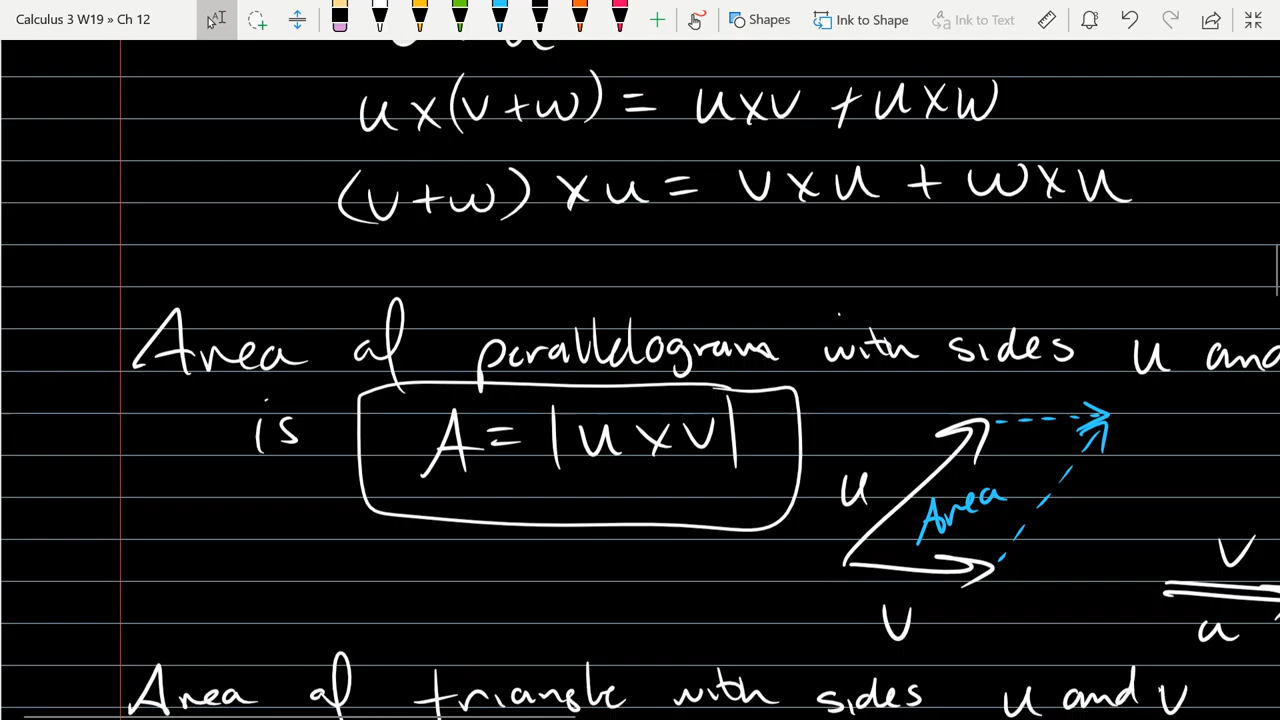 Calculus 3 W19 » Ch 12
Shapes
Ink to Shape
Ink to Text
u×(v+w) = u×v + u×w
(v+w) × u = v×u + w×u
Area of parallelogram with sides u and
is A = |u×v|
u
Area
v
v
u
Area of triangle with sides u and v